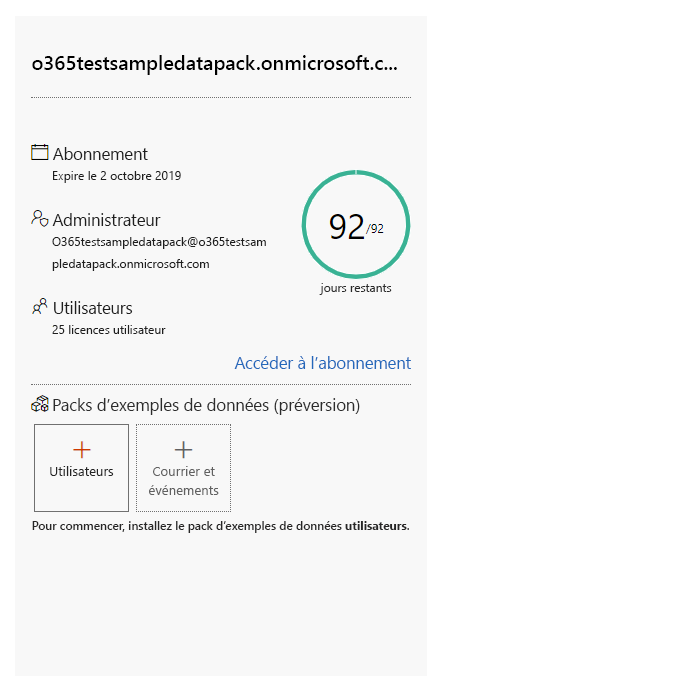 o365testsampledatapack.onmicrosoft.c...
Abonnement
Expire le 2 octobre 2019
Administrateur
O365testsampledatapack@o365testsam
pledatapack.onmicrosoft.com
92/92
jours restants
Utilisateurs
25 licences utilisateur
Accéder à l’abonnement
Packs d’exemples de données (préversion)
Utilisateurs
Courrier et
événements
Pour commencer, installez le pack d’exemples de données utilisateurs.